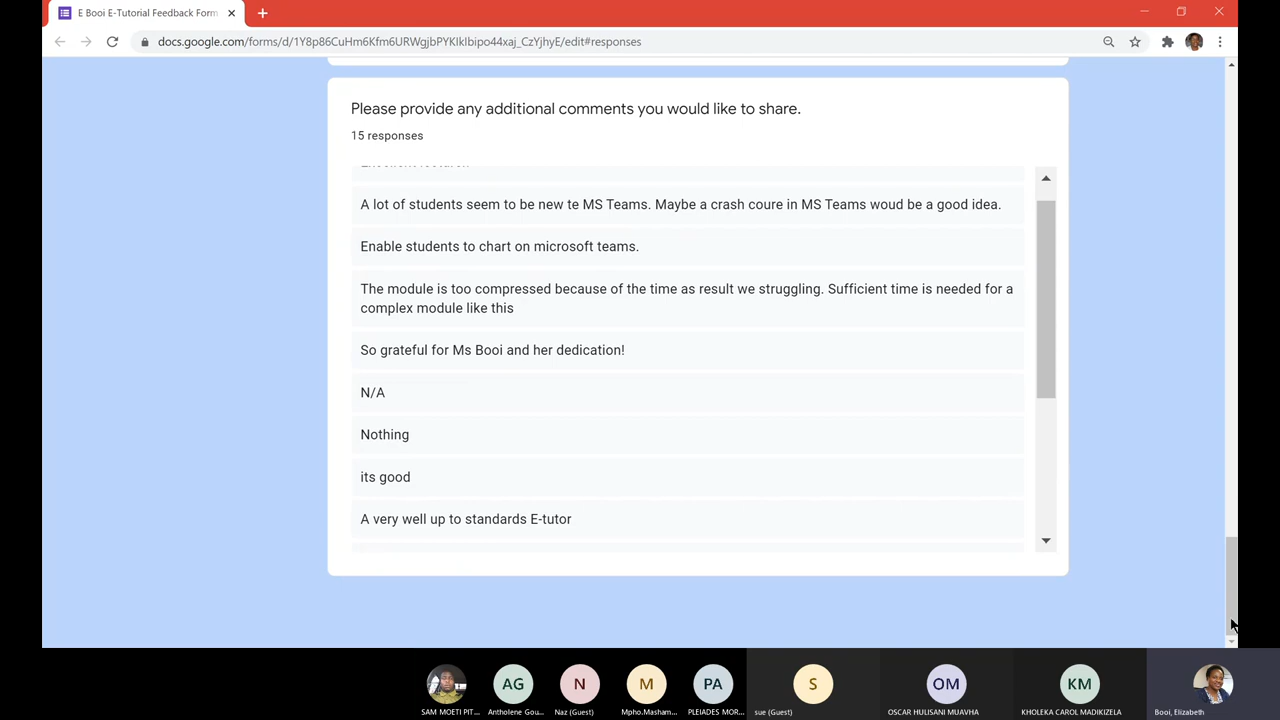 E Booi E-Tutorial Feedback Form
docs.google.com/forms/d/1Y8p86CuHm6Kfm6URWgjbPYKIklbipo44xaj_CzYjhyE/edit#responses
Please provide any additional comments you would like to share.
15 responses
A lot of students seem to be new te MS Teams. Maybe a crash coure in MS Teams woud be a good idea.
Enable students to chart on microsoft teams.
The module is too compressed because of the time as result we struggling. Sufficient time is needed for a
complex module like this
So grateful for Ms Booi and her dedication!
N/A
Nothing
its good
A very well up to standards E-tutor
AG
N
M
PA
S
OM
KM
SAM MOETI PIT...
Antholene Gou...
Naz (Guest)
Mpho.Masham...
PLEIADES MOR...
sue (Guest)
OSCAR HULISANI MUAVHA
KHOLEKA CAROL MADIKIZELA
Booi, Elizabeth